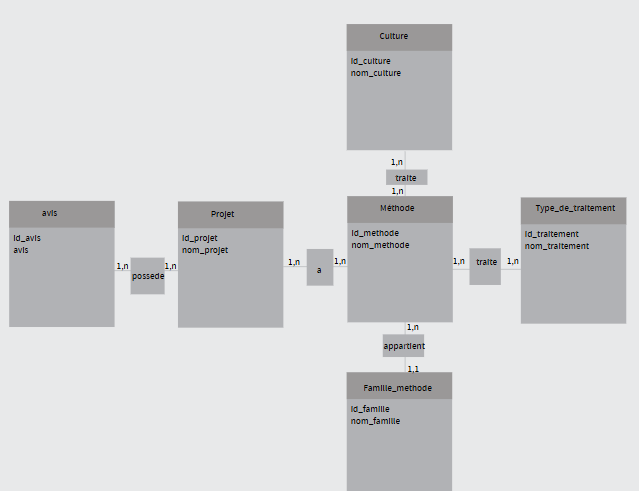 Culture
id_culture
nom_culture
1,n
traite
1,n
avis
id_avis
avis
1,n
possede
1,n
Projet
id_projet
nom_projet
1,n
a
1,n
Méthode
id_methode
nom_methode
1,n
traite
1,n
Type_de_traitement
id_traitement
nom_traitement
1,n
appartient
1,1
Famille_methode
id_famille
nom_famille